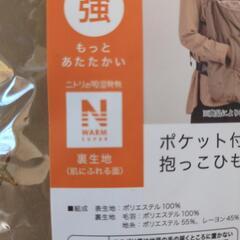 強
もっと
あたたかい
ニトリの吸湿発熱
N
WARM
SUPER
裏生地
(肌にふれる面)
ポケット付
抱っこひも
■組成 表生地:ポリエステル100%
裏生地:毛羽:ポリエステル100%
地糸:ポリエステル55%、レーヨン45%